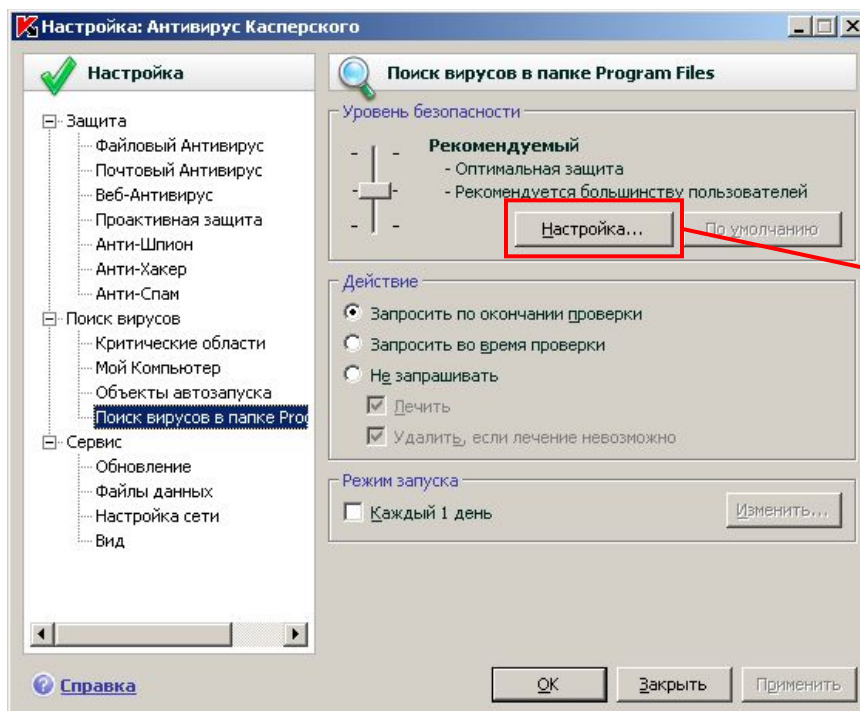 Настройка: Антивирус Касперского
Настройка
Защита
Файловый Антивирус
Почтовый Антивирус
Веб-Антивирус
Проактивная защита
Анти-Шпион
Анти-Хакер
Анти-Спам
Поиск вирусов
Критические области
Мой Компьютер
Объекты автозапуска
Поиск вирусов в папке Prog
Сервис
Обновление
Файлы данных
Настройка сети
Вид
Поиск вирусов в папке Program Files
Уровень безопасности
Рекомендуемый
- Оптимальная защита
- Рекомендуется большинству пользователей
Настройка... По умолчанию
Действие
Запросить по окончании проверки
Запросить во время проверки
Не запрашивать
Лечить
Удалить, если лечение невозможно
Режим запуска
Каждый 1 день Изменить...
Справка OK Закрыть Применить